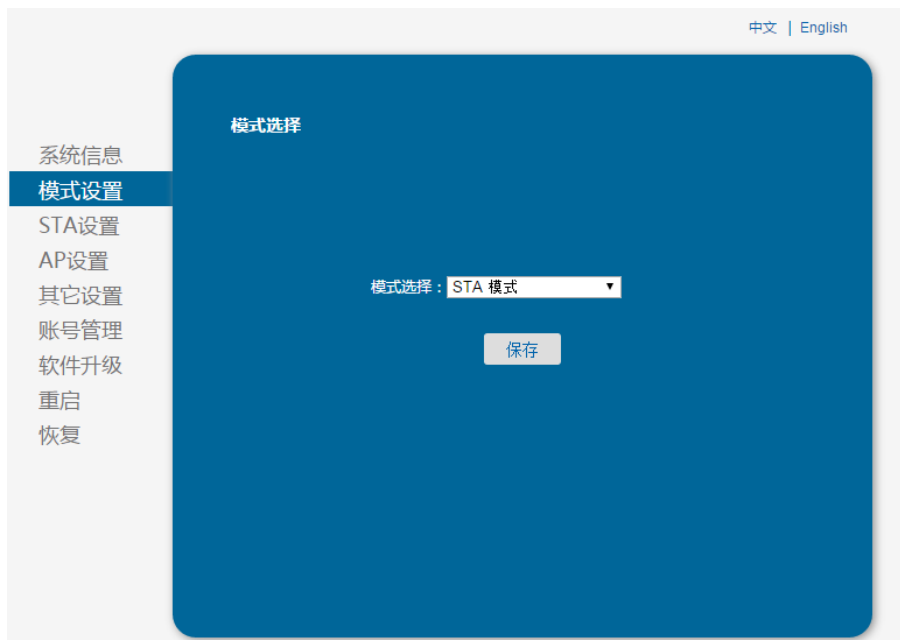 中文 | English
模式选择
系统信息
模式设置
STA设置
AP设置
其它设置
账号管理
软件升级
重启
恢复
模式选择：STA 模式
保存